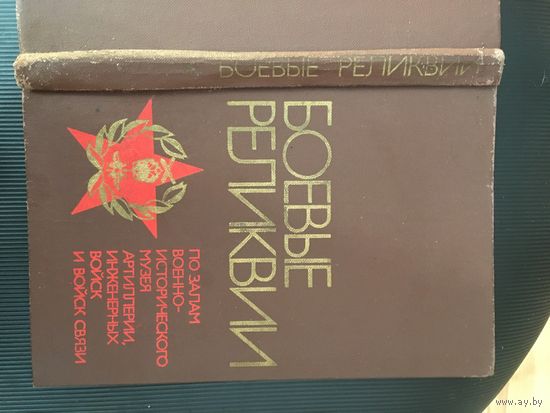 БОЕВЫЕ РЕЛИКВИИ
БОЕВЫЕ
РЕЛИКВИИ
ПО ЗАЛАМ
ВОЕННО-
ИСТОРИЧЕСКОГО
МУЗЕЯ
АРТИЛЛЕРИИ,
ИНЖЕНЕРНЫХ
ВОЙСК
И ВОЙСК СВЯЗИ
www.ay.by